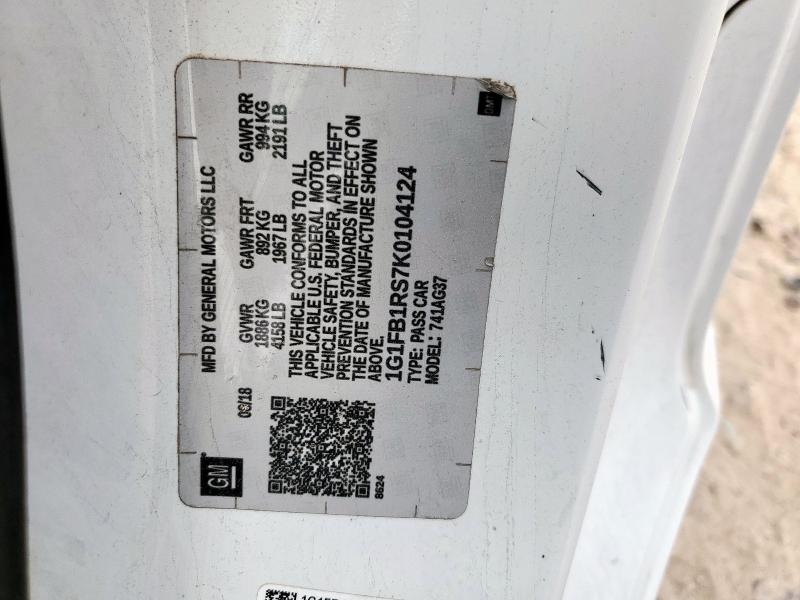 GM
MFD BY GENERAL MOTORS LLC
09/18 GVWR GAWR FRT GAWR RR
1886 KG 892 KG 994 KG
4158 LB 1967 LB 2191 LB
THIS VEHICLE CONFORMS TO ALL
APPLICABLE U.S. FEDERAL MOTOR
VEHICLE SAFETY, BUMPER, AND THEFT
PREVENTION STANDARDS IN EFFECT ON
THE DATE OF MANUFACTURE SHOWN
ABOVE.
1G1FB1RS7K0104124
TYPE: PASS CAR
MODEL: 741AG37
8624
GM